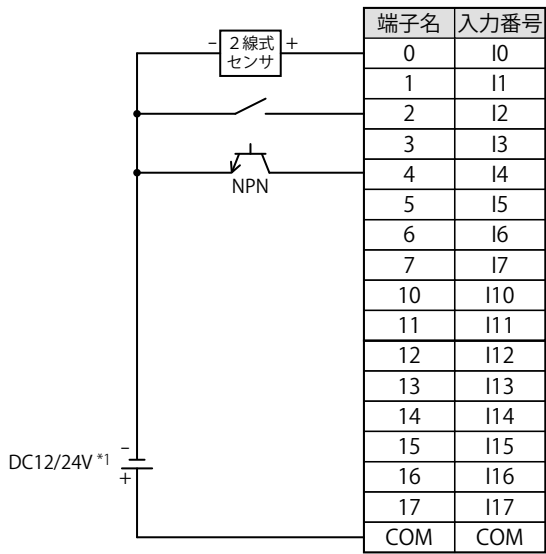 端子名 入力番号
－ 2線式センサ ＋
0 I0
1 I1
2 I2
3 I3
4 I4
NPN
5 I5
6 I6
7 I7
10 I10
11 I11
12 I12
13 I13
14 I14
15 I15
DC12/24V *1 － ＋
16 I16
17 I17
COM COM